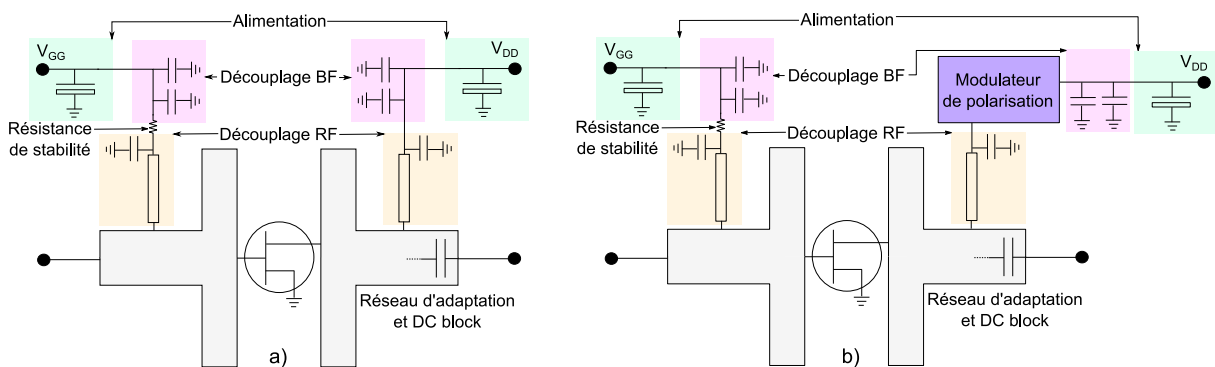 Alimentation
V_GG
V_DD
Découplage BF
Résistance
de stabilité
Découplage RF
Réseau d'adaptation
et DC block
a)
Alimentation
V_GG
V_DD
Découplage BF
Modulateur
de polarisation
Résistance
de stabilité
Découplage RF
Réseau d'adaptation
et DC block
b)